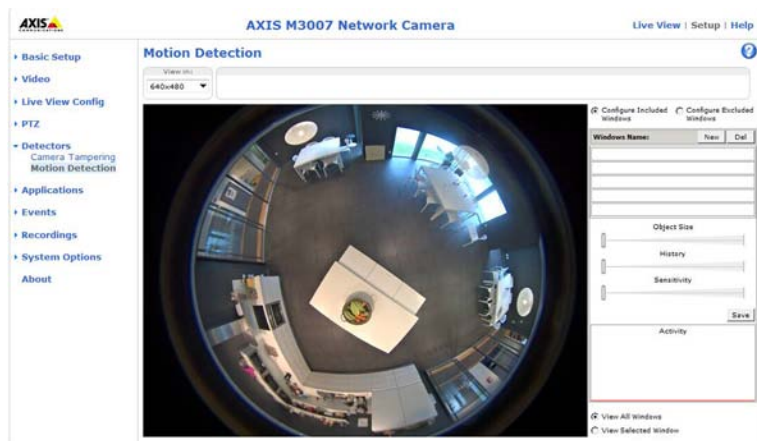 AXIS
COMMUNICATIONS
AXIS M3007 Network Camera
Live View | Setup | Help
Basic Setup
Video
Live View Config
PTZ
Detectors
Camera Tampering
Motion Detection
Applications
Events
Recordings
System Options
About
Motion Detection
?
View in:
640x480
Configure Included Windows
Configure Excluded Windows
Windows Name:
New
Del
Object Size
History
Sensitivity
Save
Activity
View All Windows
View Selected Window